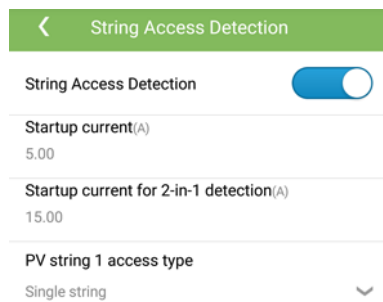 String Access Detection
String Access Detection
Startup current(A)
5.00
Startup current for 2-in-1 detection(A)
15.00
PV string 1 access type
Single string